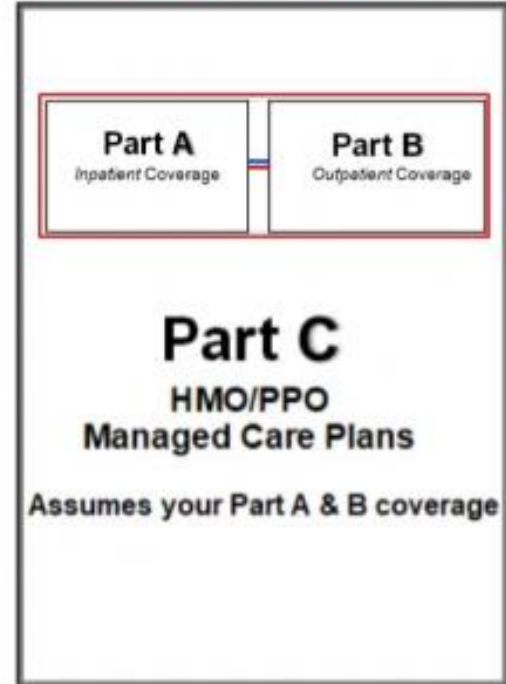 Part A
Inpatient Coverage
Part B
Outpatient Coverage
Part C
HMO/PPO
Managed Care Plans
Assumes your Part A & B coverage